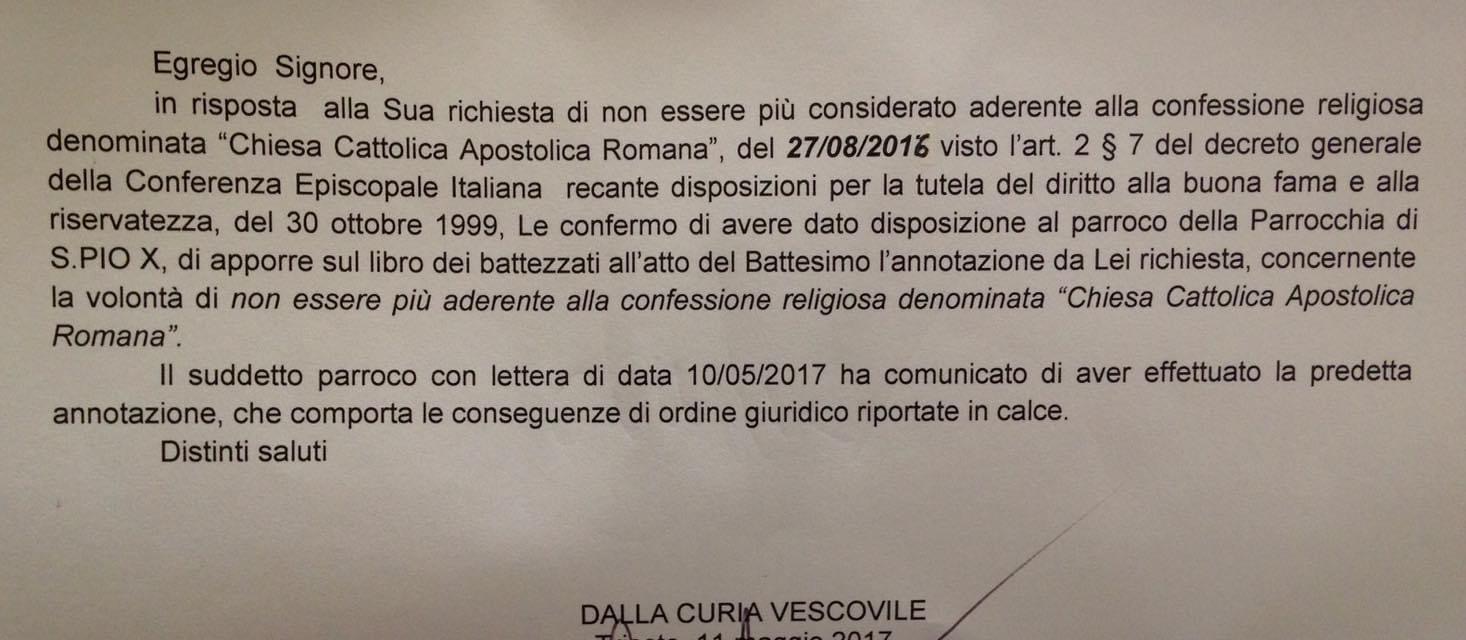 Egregio Signore,
in risposta alla Sua richiesta di non essere più considerato aderente alla confessione religiosa
denominata “Chiesa Cattolica Apostolica Romana”, del 27/08/2016 visto l’art. 2 § 7 del decreto generale
della Conferenza Episcopale Italiana recante disposizioni per la tutela del diritto alla buona fama e alla
riservatezza, del 30 ottobre 1999, Le confermo di avere dato disposizione al parroco della Parrocchia di
S.PIO X, di apporre sul libro dei battezzati all’atto del Battesimo l’annotazione da Lei richiesta, concernente
la volontà di non essere più aderente alla confessione religiosa denominata “Chiesa Cattolica Apostolica
Romana”.
Il suddetto parroco con lettera di data 10/05/2017 ha comunicato di aver effettuato la predetta
annotazione, che comporta le conseguenze di ordine giuridico riportate in calce.
Distinti saluti
DALLA CURIA VESCOVILE
11 maggio 2017